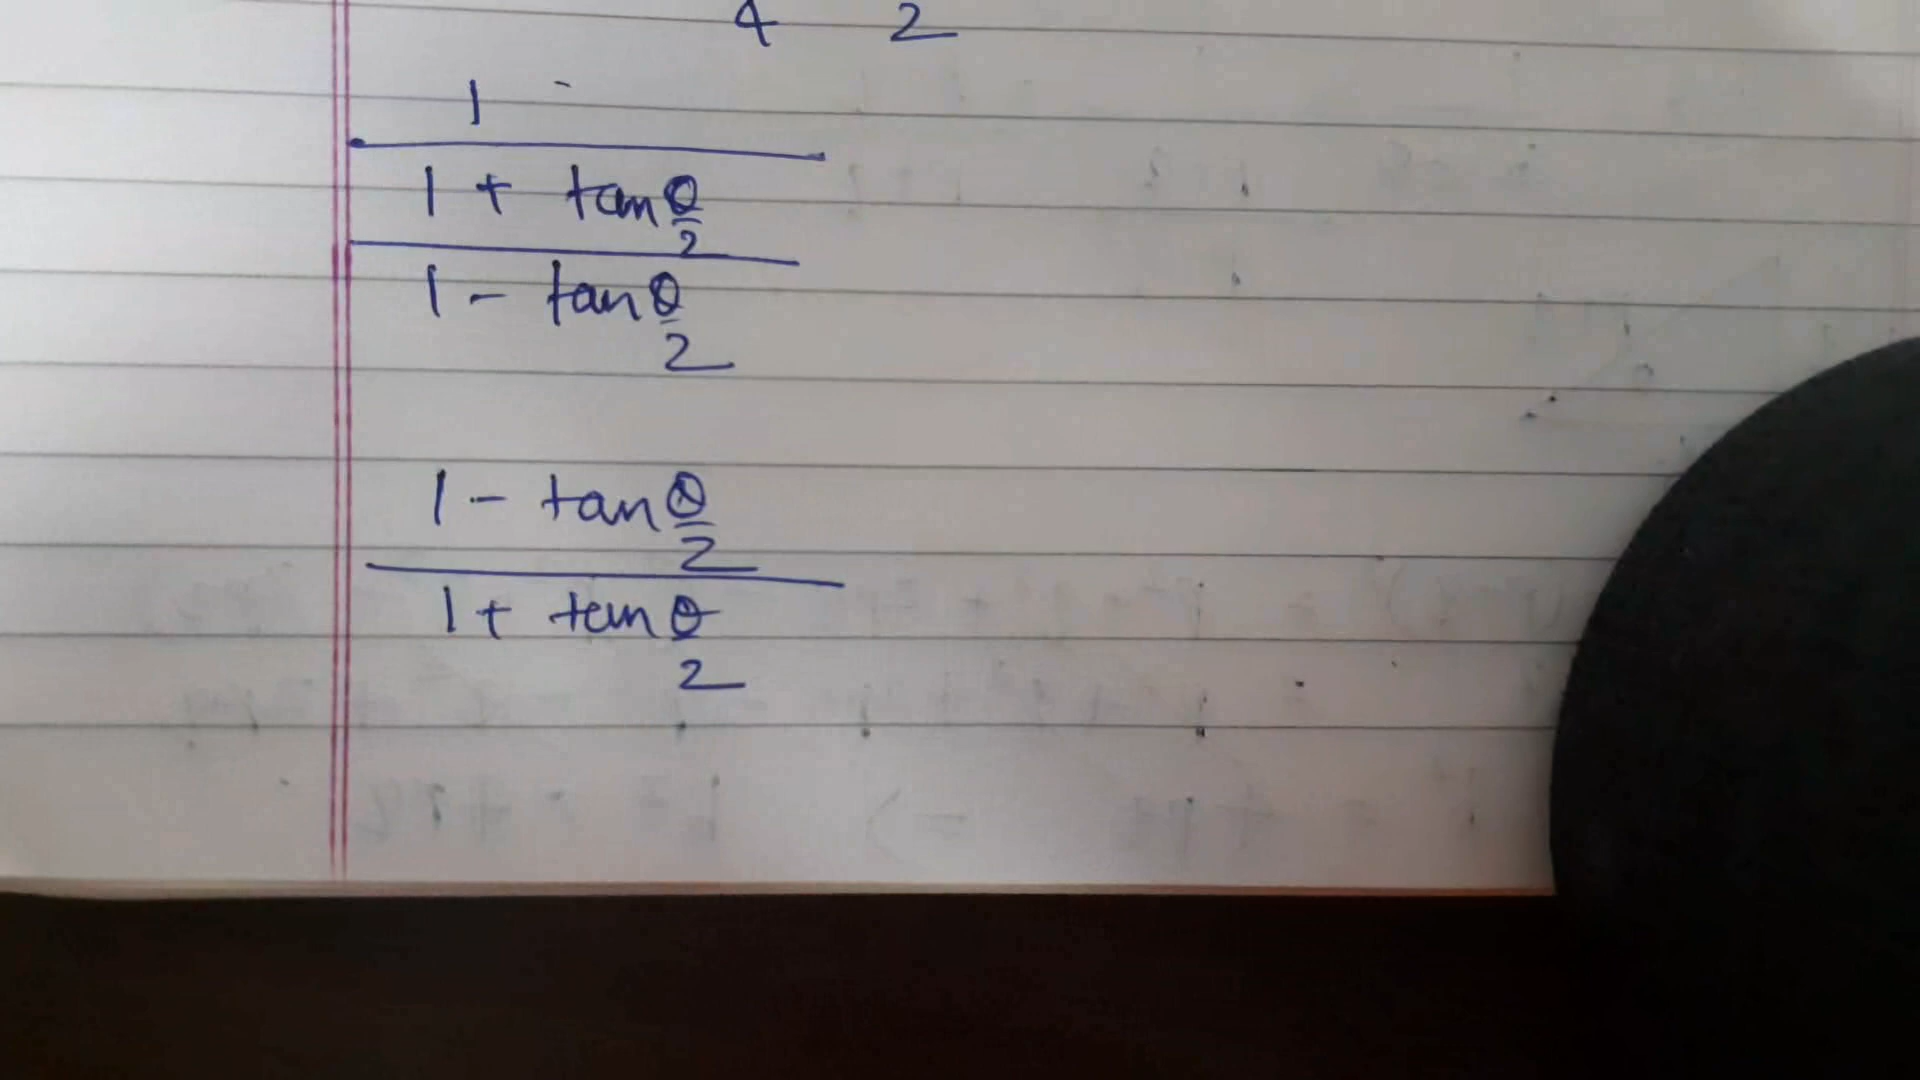 4 2
1
1 + tan θ/2
1 - tan θ/2
1 - tan θ/2
1 + tan θ/2